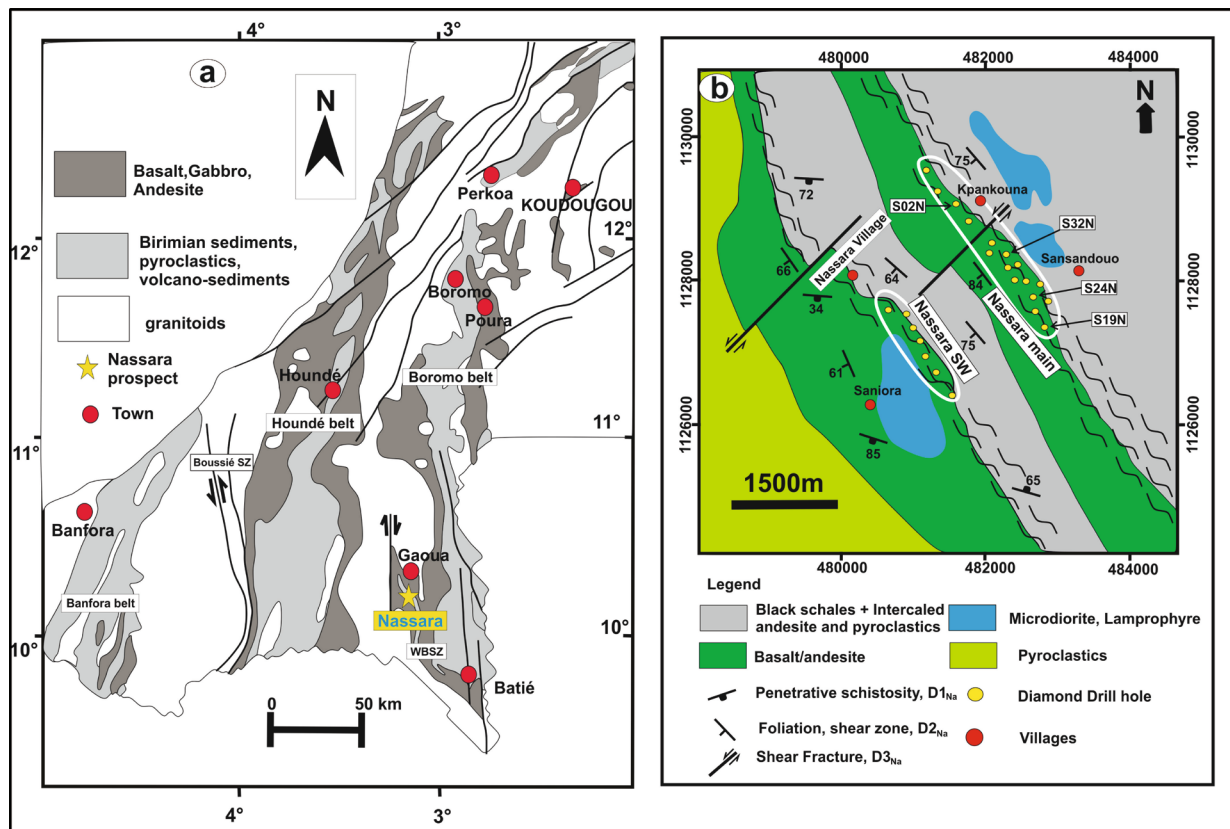 4°
3°
a
N
Basalt,Gabbro,
Andesite
Birimian sediments,
pyroclastics,
volcano-sediments
granitoids
Nassara
prospect
Town
Perkoa
KOUDOUGOU
12°
12°
Boromo
Poura
Houndé
Boromo belt
Houndé belt
11°
11°
Boussié SZ
Banfora
Gaoua
Nassara
Banfora belt
WBSZ
10°
10°
Batié
0
50 km
4°
3°
b
480000
482000
484000
N
1130000
1130000
75
Kpankouna
72
S02N
S32N
Nassara Village
Sansandouo
66
64
84
1128000
1128000
S24N
34
Nassara main
S19N
Nassara SW
75
61
Saniora
1126000
1126000
85
65
1500m
480000
482000
484000
Legend
Black schales + Intercaled
andesite and pyroclastics
Microdiorite, Lamprophyre
Basalt/andesite
Pyroclastics
Penetrative schistosity, D1Na
Diamond Drill hole
Foliation, shear zone, D2Na
Villages
Shear Fracture, D3Na